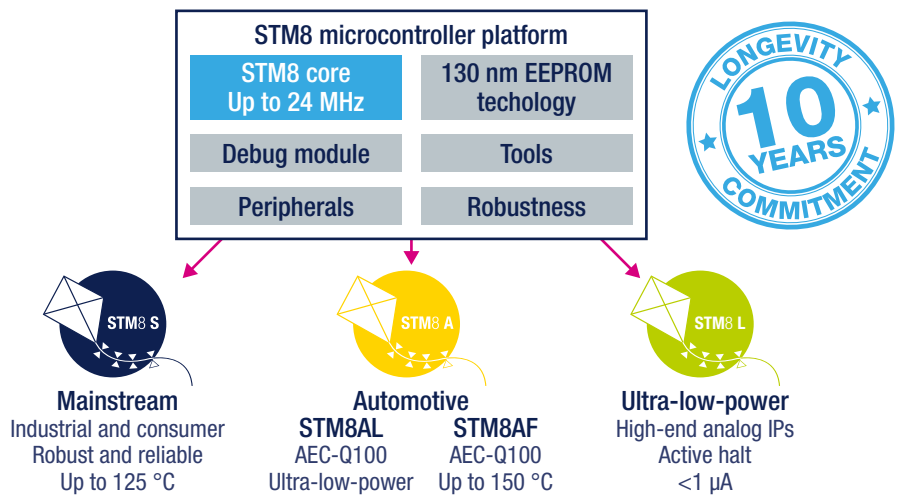 STM8 microcontroller platform
STM8 core
Up to 24 MHz
130 nm EEPROM
techology
Debug module
Tools
Peripherals
Robustness
LONGEVITY
10
YEARS
COMMITMENT
STM8 S
Mainstream
Industrial and consumer
Robust and reliable
Up to 125 °C
STM8 A
Automotive
STM8AL
AEC-Q100
Ultra-low-power
STM8AF
AEC-Q100
Up to 150 °C
STM8 L
Ultra-low-power
High-end analog IPs
Active halt
<1 µA